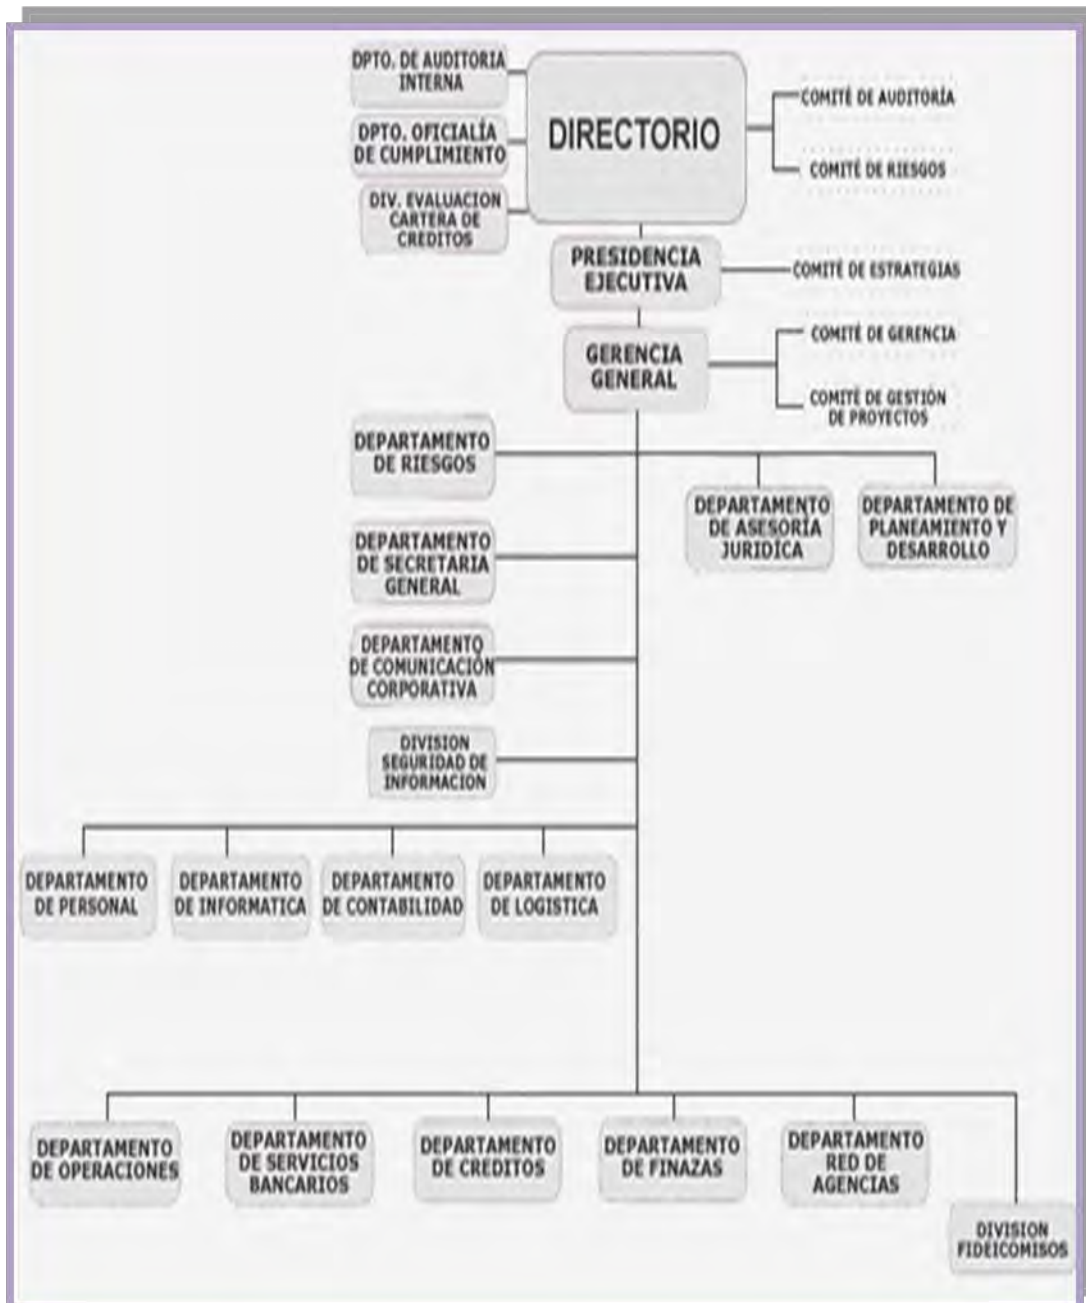 DPTO. DE AUDITORIA
INTERNA
DPTO. OFICIALÍA
DE CUMPLIMIENTO
DIV. EVALUACION
CARTERA DE
CREDITOS
DIRECTORIO
COMITÉ DE AUDITORÍA
COMITÉ DE RIESGOS
PRESIDENCIA
EJECUTIVA
COMITÉ DE ESTRATEGIAS
GERENCIA
GENERAL
COMITÉ DE GERENCIA
COMITÉ DE GESTIÓN
DE PROYECTOS
DEPARTAMENTO
DE RIESGOS
DEPARTAMENTO
DE ASESORÍA
JURIDÍCA
DEPARTAMENTO DE
PLANEAMIENTO Y
DESARROLLO
DEPARTAMENTO
DE SECRETARIA
GENERAL
DEPARTAMENTO
DE COMUNICACIÓN
CORPORATIVA
DIVISION
SEGURIDAD DE
INFORMACION
DEPARTAMENTO
DE PERSONAL
DEPARTAMENTO
DE INFORMATICA
DEPARTAMENTO
DE CONTABILIDAD
DEPARTAMENTO
DE LOGISTICA
DEPARTAMENTO
DE OPERACIONES
DEPARTAMENTO
DE SERVICIOS
BANCARIOS
DEPARTAMENTO
DE CREDITOS
DEPARTAMENTO
DE FINAZAS
DEPARTAMENTO
RED DE
AGENCIAS
DIVISION
FIDEICOMISOS